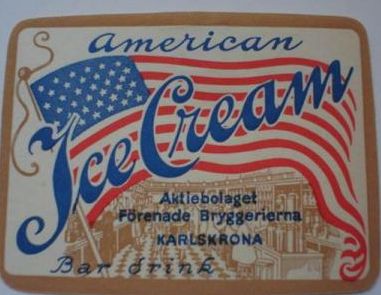 american
Ice Cream
Aktiebolaget
Förenade Bryggerierna
KARLSKRONA
Bar drink